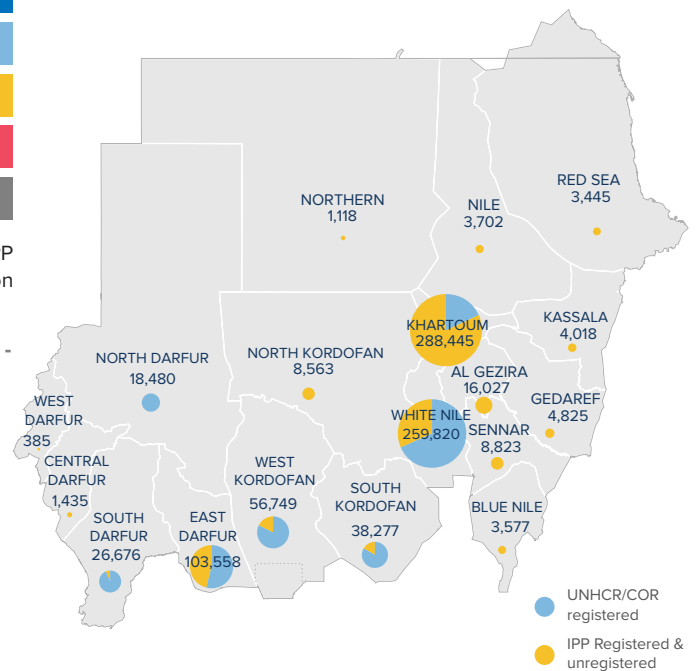 RED SEA
3,445
NORTHERN
1,118
NILE
3,702
P
n
KASSALA
4,018
KHARTOUM
288,445
-
NORTH DARFUR
18,480
NORTH KORDOFAN
8,563
AL GEZIRA
16,027
WEST
DARFUR
385
GEDAREF
4,825
WHITE NILE
259,820
SENNAR
8,823
CENTRAL
DARFUR
1,435
WEST
KORDOFAN
56,749
SOUTH
KORDOFAN
38,277
SOUTH
DARFUR
26,676
EAST
DARFUR
103,558
BLUE NILE
3,577
UNHCR/COR
registered
IPP Registered &
unregistered